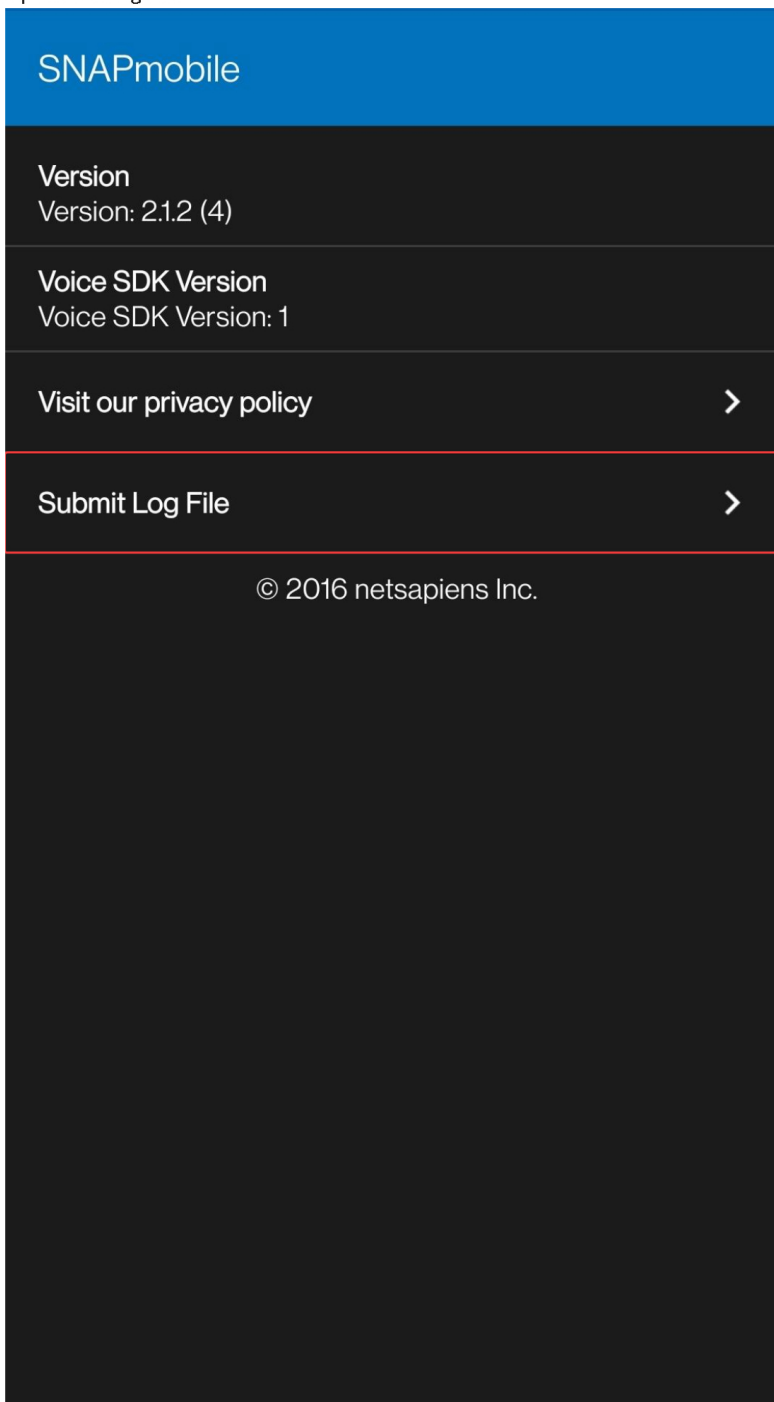 SNAPmobile
Version
Version: 2.1.2 (4)
Voice SDK Version
Voice SDK Version: 1
Visit our privacy policy
Submit Log File
© 2016 netsapiens Inc.